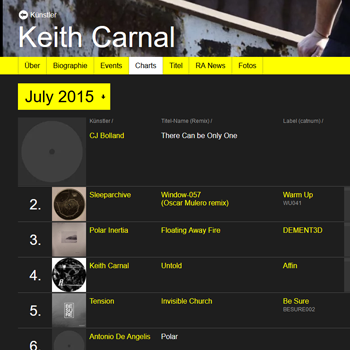 Künstler
Keith Carnal
Über Biographie Events Charts Titel RA News Fotos
July 2015
Künstler / Titel-Name (Remix) / Label (catnum) /
CJ Bolland There Can be Only One
2. Sleeparchive Window-057 Warm Up
(Oscar Mulero remix) WU041
3. Polar Inertia Floating Away Fire DEMENT3D
4. Keith Carnal Untold Affin
5. Tension Invisible Church Be Sure
BESURE002
6. Antonio De Angelis Polar